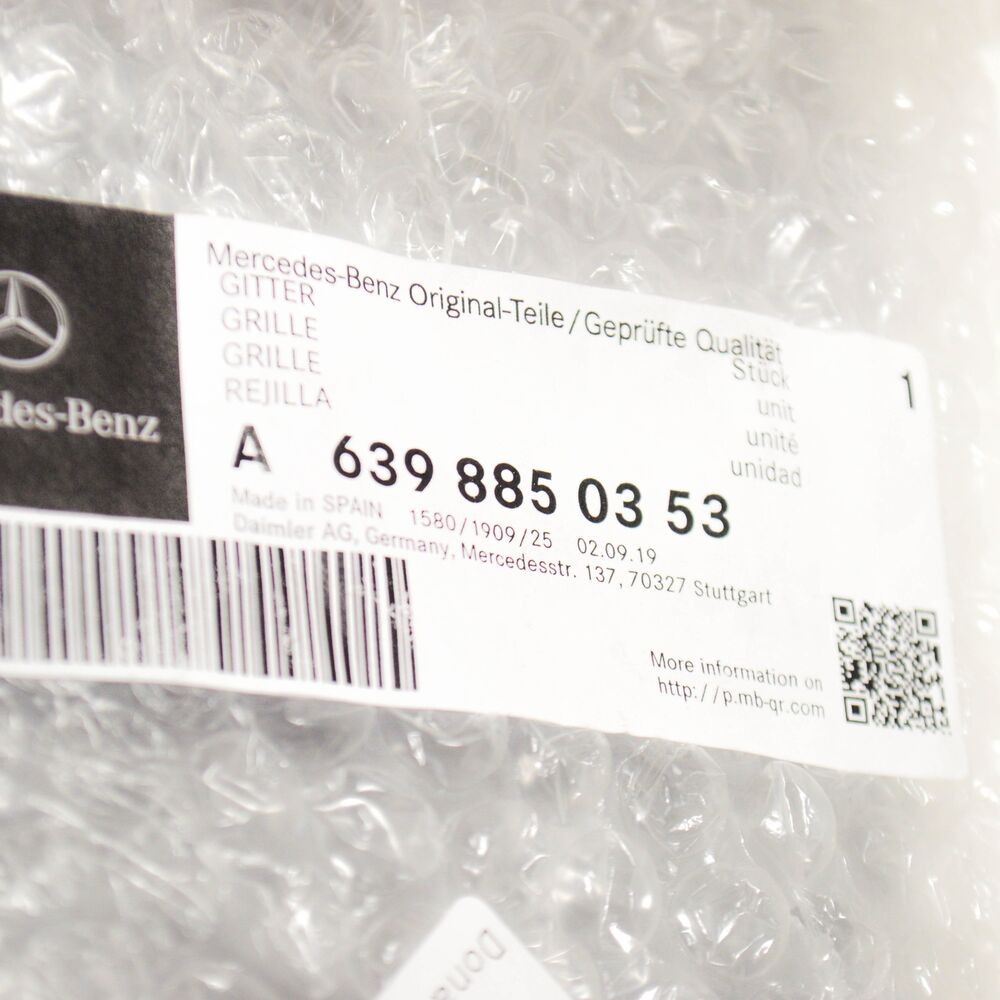 Mercedes-Benz Original-Teile/Geprüfte Qualität
GITTER
GRILLE
GRILLE
REJILLA
Stück 1
unit
unité
unidad
des-Benz
A 639 885 03 53
Made in SPAIN 1580/1909/25 02.09.19
Daimler AG, Germany, Mercedesstr. 137, 70327 Stuttgart
More information on
http://p.mb-qr.com
Dona